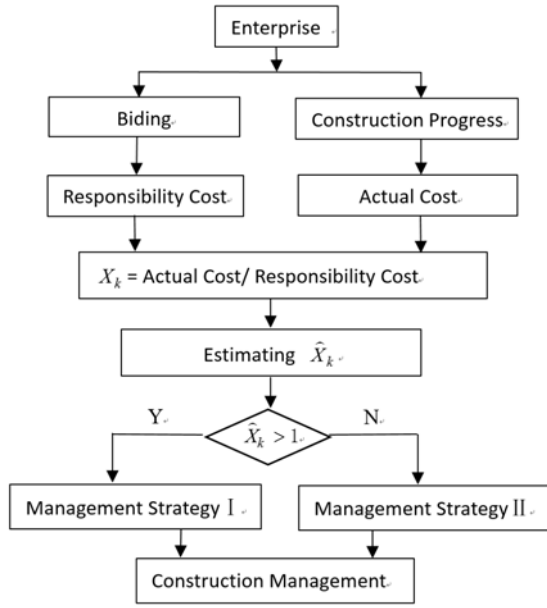 Enterprise
Biding
Construction Progress
Responsibility Cost
Actual Cost
X_k = Actual Cost/ Responsibility Cost
Estimating X̂_k
Y
N
X̂_k > 1
Management Strategy Ⅰ
Management Strategy Ⅱ
Construction Management